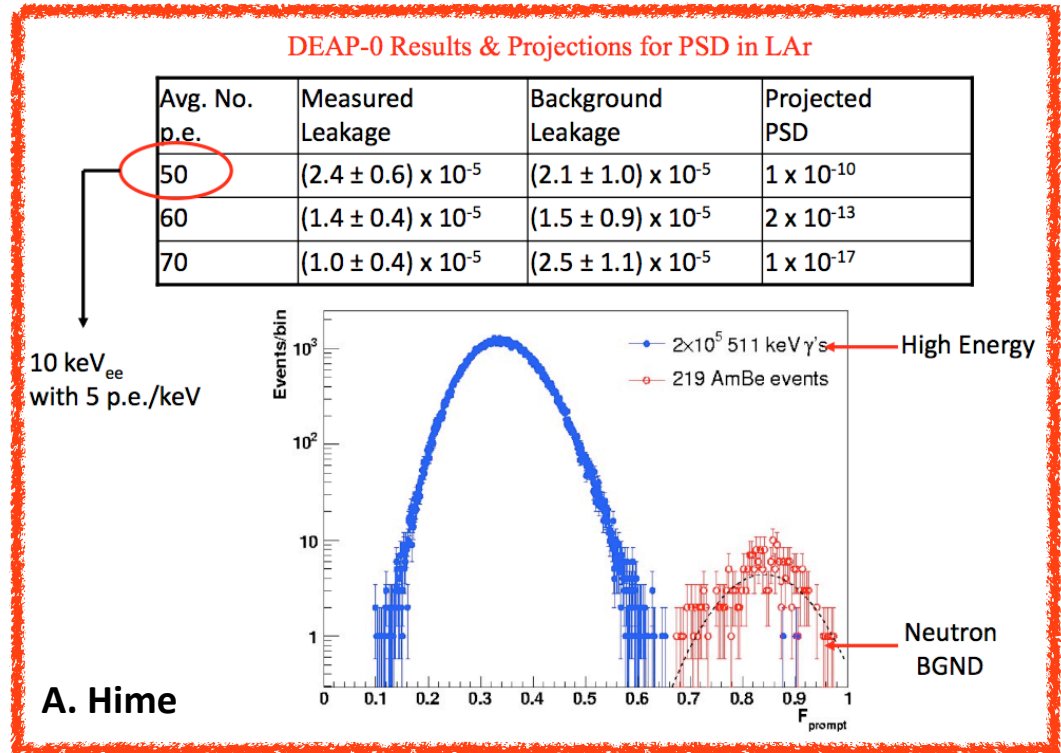 DEAP-0 Results & Projections for PSD in LAr
Avg. No. p.e. Measured Leakage Background Leakage Projected PSD
50 (2.4 ± 0.6) x 10⁻⁵ (2.1 ± 1.0) x 10⁻⁵ 1 x 10⁻¹⁰
60 (1.4 ± 0.4) x 10⁻⁵ (1.5 ± 0.9) x 10⁻⁵ 2 x 10⁻¹³
70 (1.0 ± 0.4) x 10⁻⁵ (2.5 ± 1.1) x 10⁻⁵ 1 x 10⁻¹⁷
10 keVₑₑ
with 5 p.e./keV
Events/bin
10³
10²
10
1
2×10⁵ 511 keV γ's
219 AmBe events
High Energy
Neutron
BGND
0 0.1 0.2 0.3 0.4 0.5 0.6 0.7 0.8 0.9 1
F_prompt
A. Hime